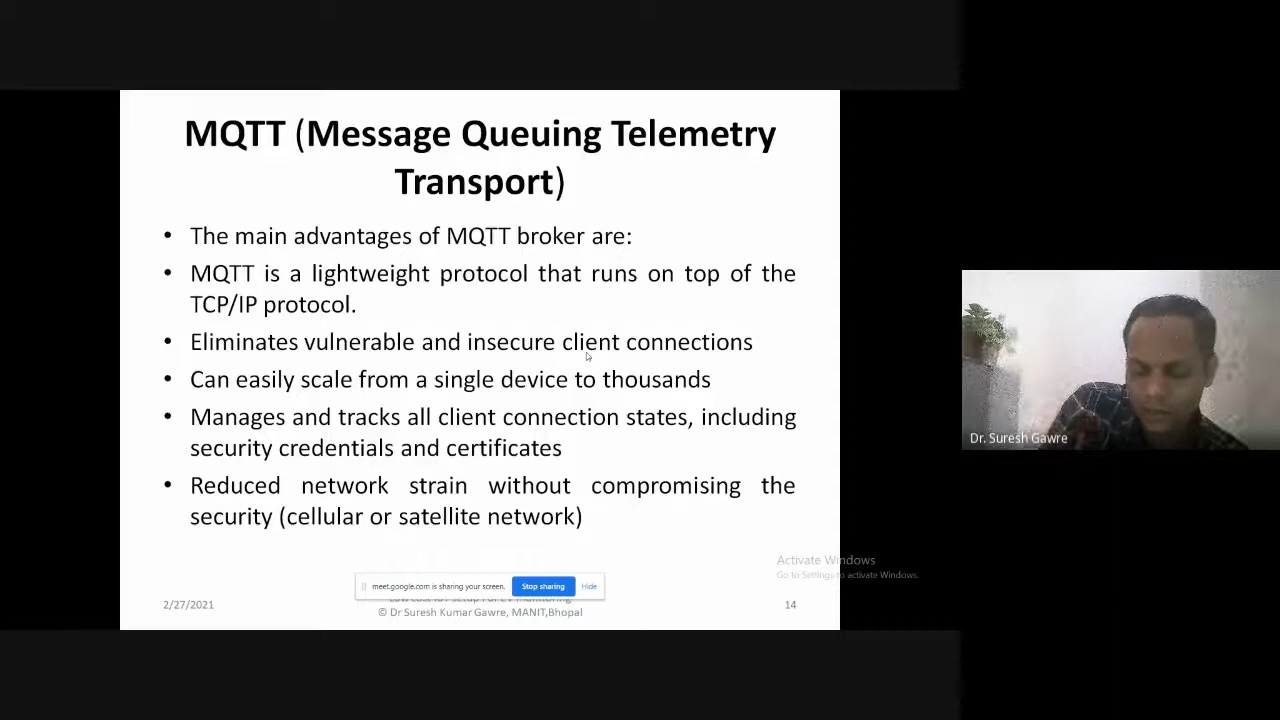 MQTT (Message Queuing Telemetry
Transport)
• The main advantages of MQTT broker are:
• MQTT is a lightweight protocol that runs on top of the
TCP/IP protocol.
• Eliminates vulnerable and insecure client connections
• Can easily scale from a single device to thousands
• Manages and tracks all client connection states, including
security credentials and certificates
• Reduced network strain without compromising the
security (cellular or satellite network)
Dr. Suresh Gawre
Activate Windows
Go to Settings to activate Windows.
meet.google.com is sharing your screen. Stop sharing Hide
2/27/2021
© Dr Suresh Kumar Gawre, MANIT,Bhopal
14